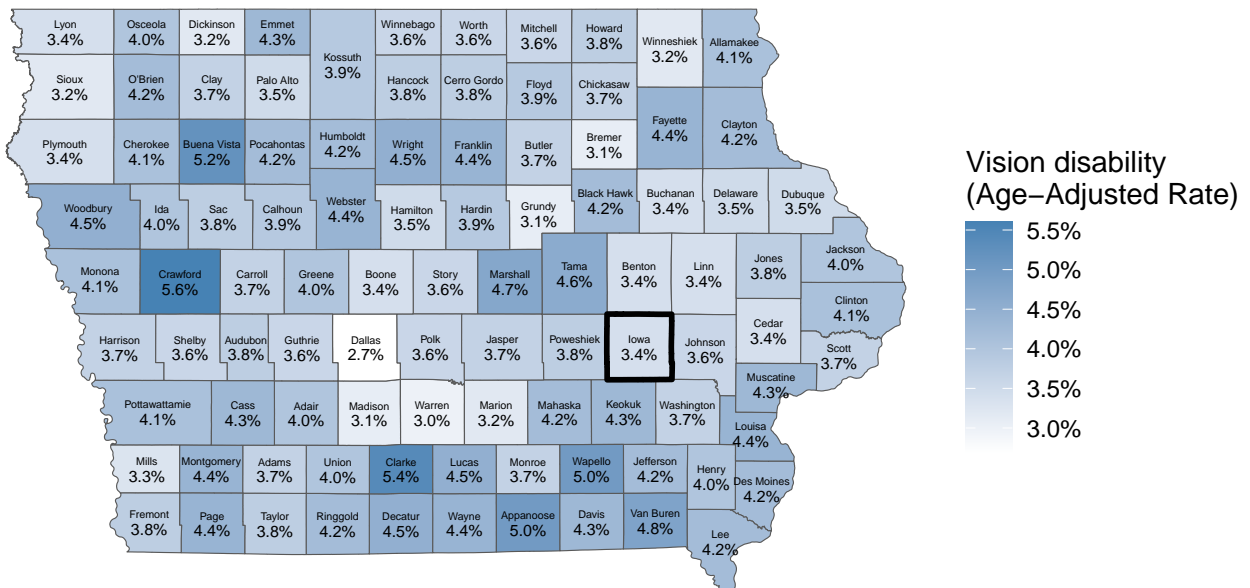 Lyon
3.4%
Osceola
4.0%
Dickinson
3.2%
Emmet
4.3%
Winnebago
3.6%
Worth
3.6%
Mitchell
3.6%
Howard
3.8%
Winneshiek
3.2%
Allamakee
4.1%
Kossuth
3.9%
Sioux
3.2%
O'Brien
4.2%
Clay
3.7%
Palo Alto
3.5%
Hancock
3.8%
Cerro Gordo
3.8%
Floyd
3.9%
Chickasaw
3.7%
Fayette
4.4%
Clayton
4.2%
Plymouth
3.4%
Cherokee
4.1%
Buena Vista
5.2%
Pocahontas
4.2%
Humboldt
4.2%
Wright
4.5%
Franklin
4.4%
Butler
3.7%
Bremer
3.1%
Woodbury
4.5%
Ida
4.0%
Sac
3.8%
Calhoun
3.9%
Webster
4.4%
Hamilton
3.5%
Hardin
3.9%
Grundy
3.1%
Black Hawk
4.2%
Buchanan
3.4%
Delaware
3.5%
Dubuque
3.5%
Monona
4.1%
Crawford
5.6%
Carroll
3.7%
Greene
4.0%
Boone
3.4%
Story
3.6%
Marshall
4.7%
Tama
4.6%
Benton
3.4%
Linn
3.4%
Jones
3.8%
Jackson
4.0%
Clinton
4.1%
Harrison
3.7%
Shelby
3.6%
Audubon
3.8%
Guthrie
3.6%
Dallas
2.7%
Polk
3.6%
Jasper
3.7%
Poweshiek
3.8%
Iowa
3.4%
Johnson
3.6%
Cedar
3.4%
Scott
3.7%
Muscatine
4.3%
Pottawattamie
4.1%
Cass
4.3%
Adair
4.0%
Madison
3.1%
Warren
3.0%
Marion
3.2%
Mahaska
4.2%
Keokuk
4.3%
Washington
3.7%
Louisa
4.4%
Mills
3.3%
Montgomery
4.4%
Adams
3.7%
Union
4.0%
Clarke
5.4%
Lucas
4.5%
Monroe
3.7%
Wapello
5.0%
Jefferson
4.2%
Henry
4.0%
Des Moines
4.2%
Fremont
3.8%
Page
4.4%
Taylor
3.8%
Ringgold
4.2%
Decatur
4.5%
Wayne
4.4%
Appanoose
5.0%
Davis
4.3%
Van Buren
4.8%
Lee
4.2%
Vision disability
(Age−Adjusted Rate)
5.5%
5.0%
4.5%
4.0%
3.5%
3.0%